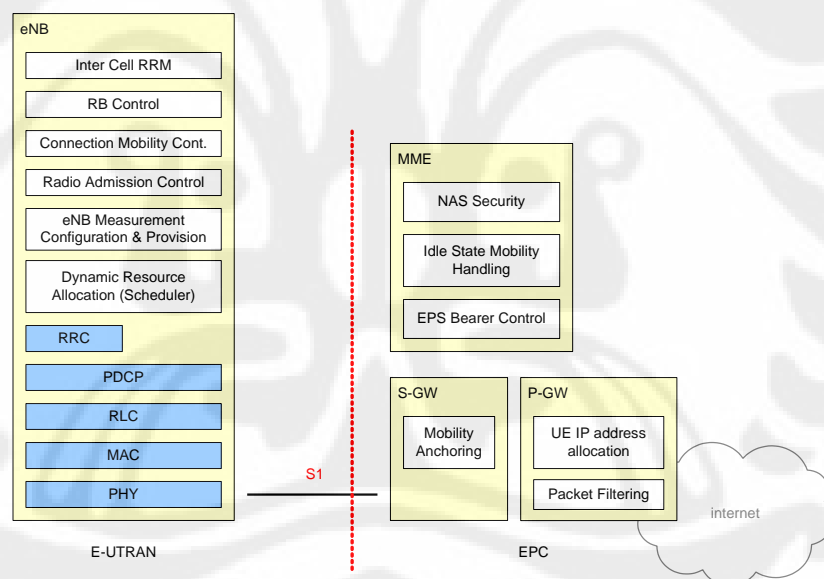 eNB
Inter Cell RRM
RB Control
Connection Mobility Cont.
Radio Admission Control
eNB Measurement
Configuration & Provision
Dynamic Resource
Allocation (Scheduler)
RRC
PDCP
RLC
MAC
PHY
S1
MME
NAS Security
Idle State Mobility
Handling
EPS Bearer Control
S-GW
Mobility
Anchoring
P-GW
UE IP address
allocation
Packet Filtering
internet
E-UTRAN
EPC